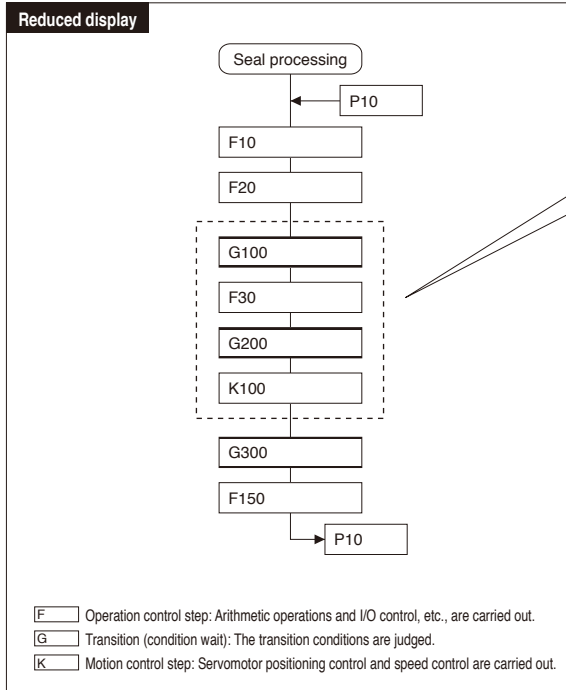 Reduced display
Seal processing
P10
F10
F20
G100
F30
G200
K100
G300
F150
P10
F Operation control step: Arithmetic operations and I/O control, etc., are carried out.
G Transition (condition wait): The transition conditions are judged.
K Motion control step: Servomotor positioning control and speed control are carried out.